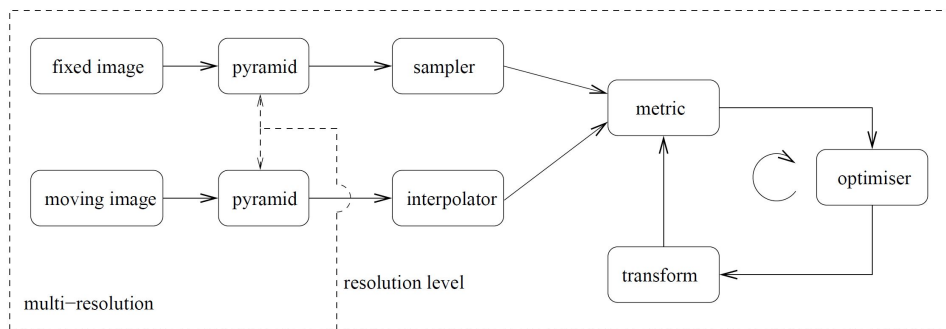 fixed image
pyramid
sampler
metric
moving image
pyramid
interpolator
optimiser
transform
resolution level
multi−resolution